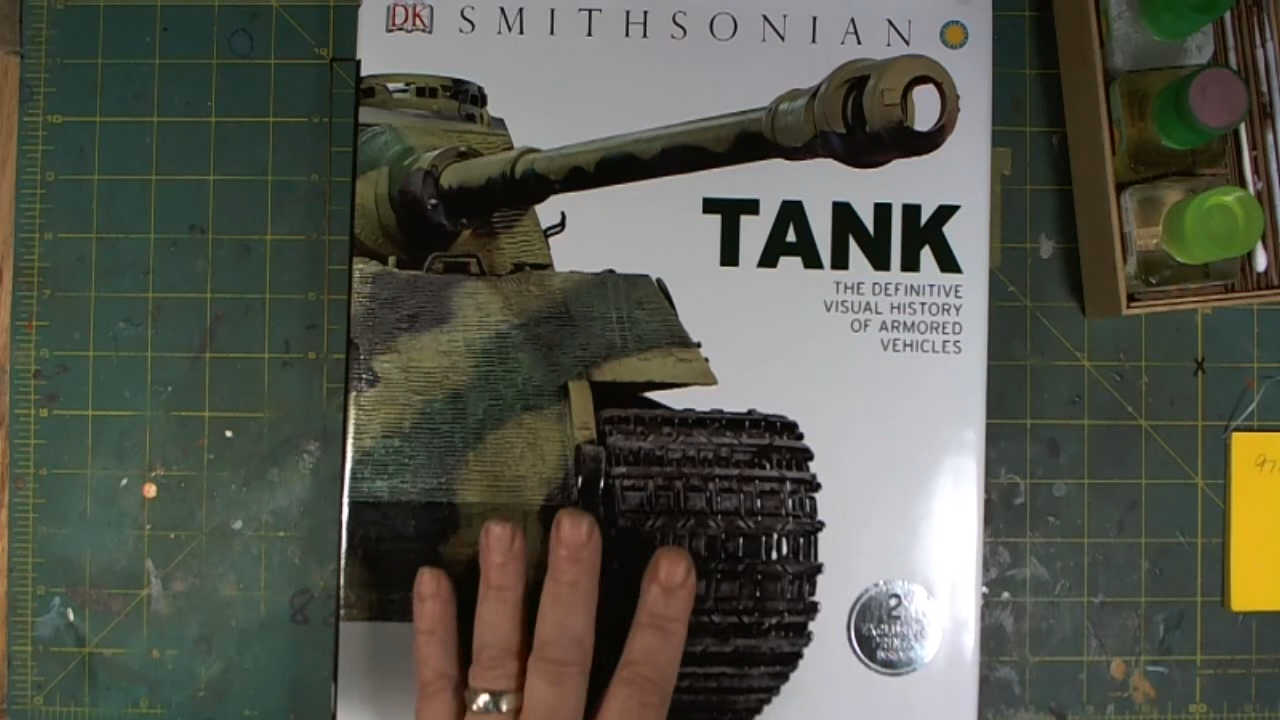 DK SMITHSONIAN
TANK
THE DEFINITIVE
VISUAL HISTORY
OF ARMORED
VEHICLES
2